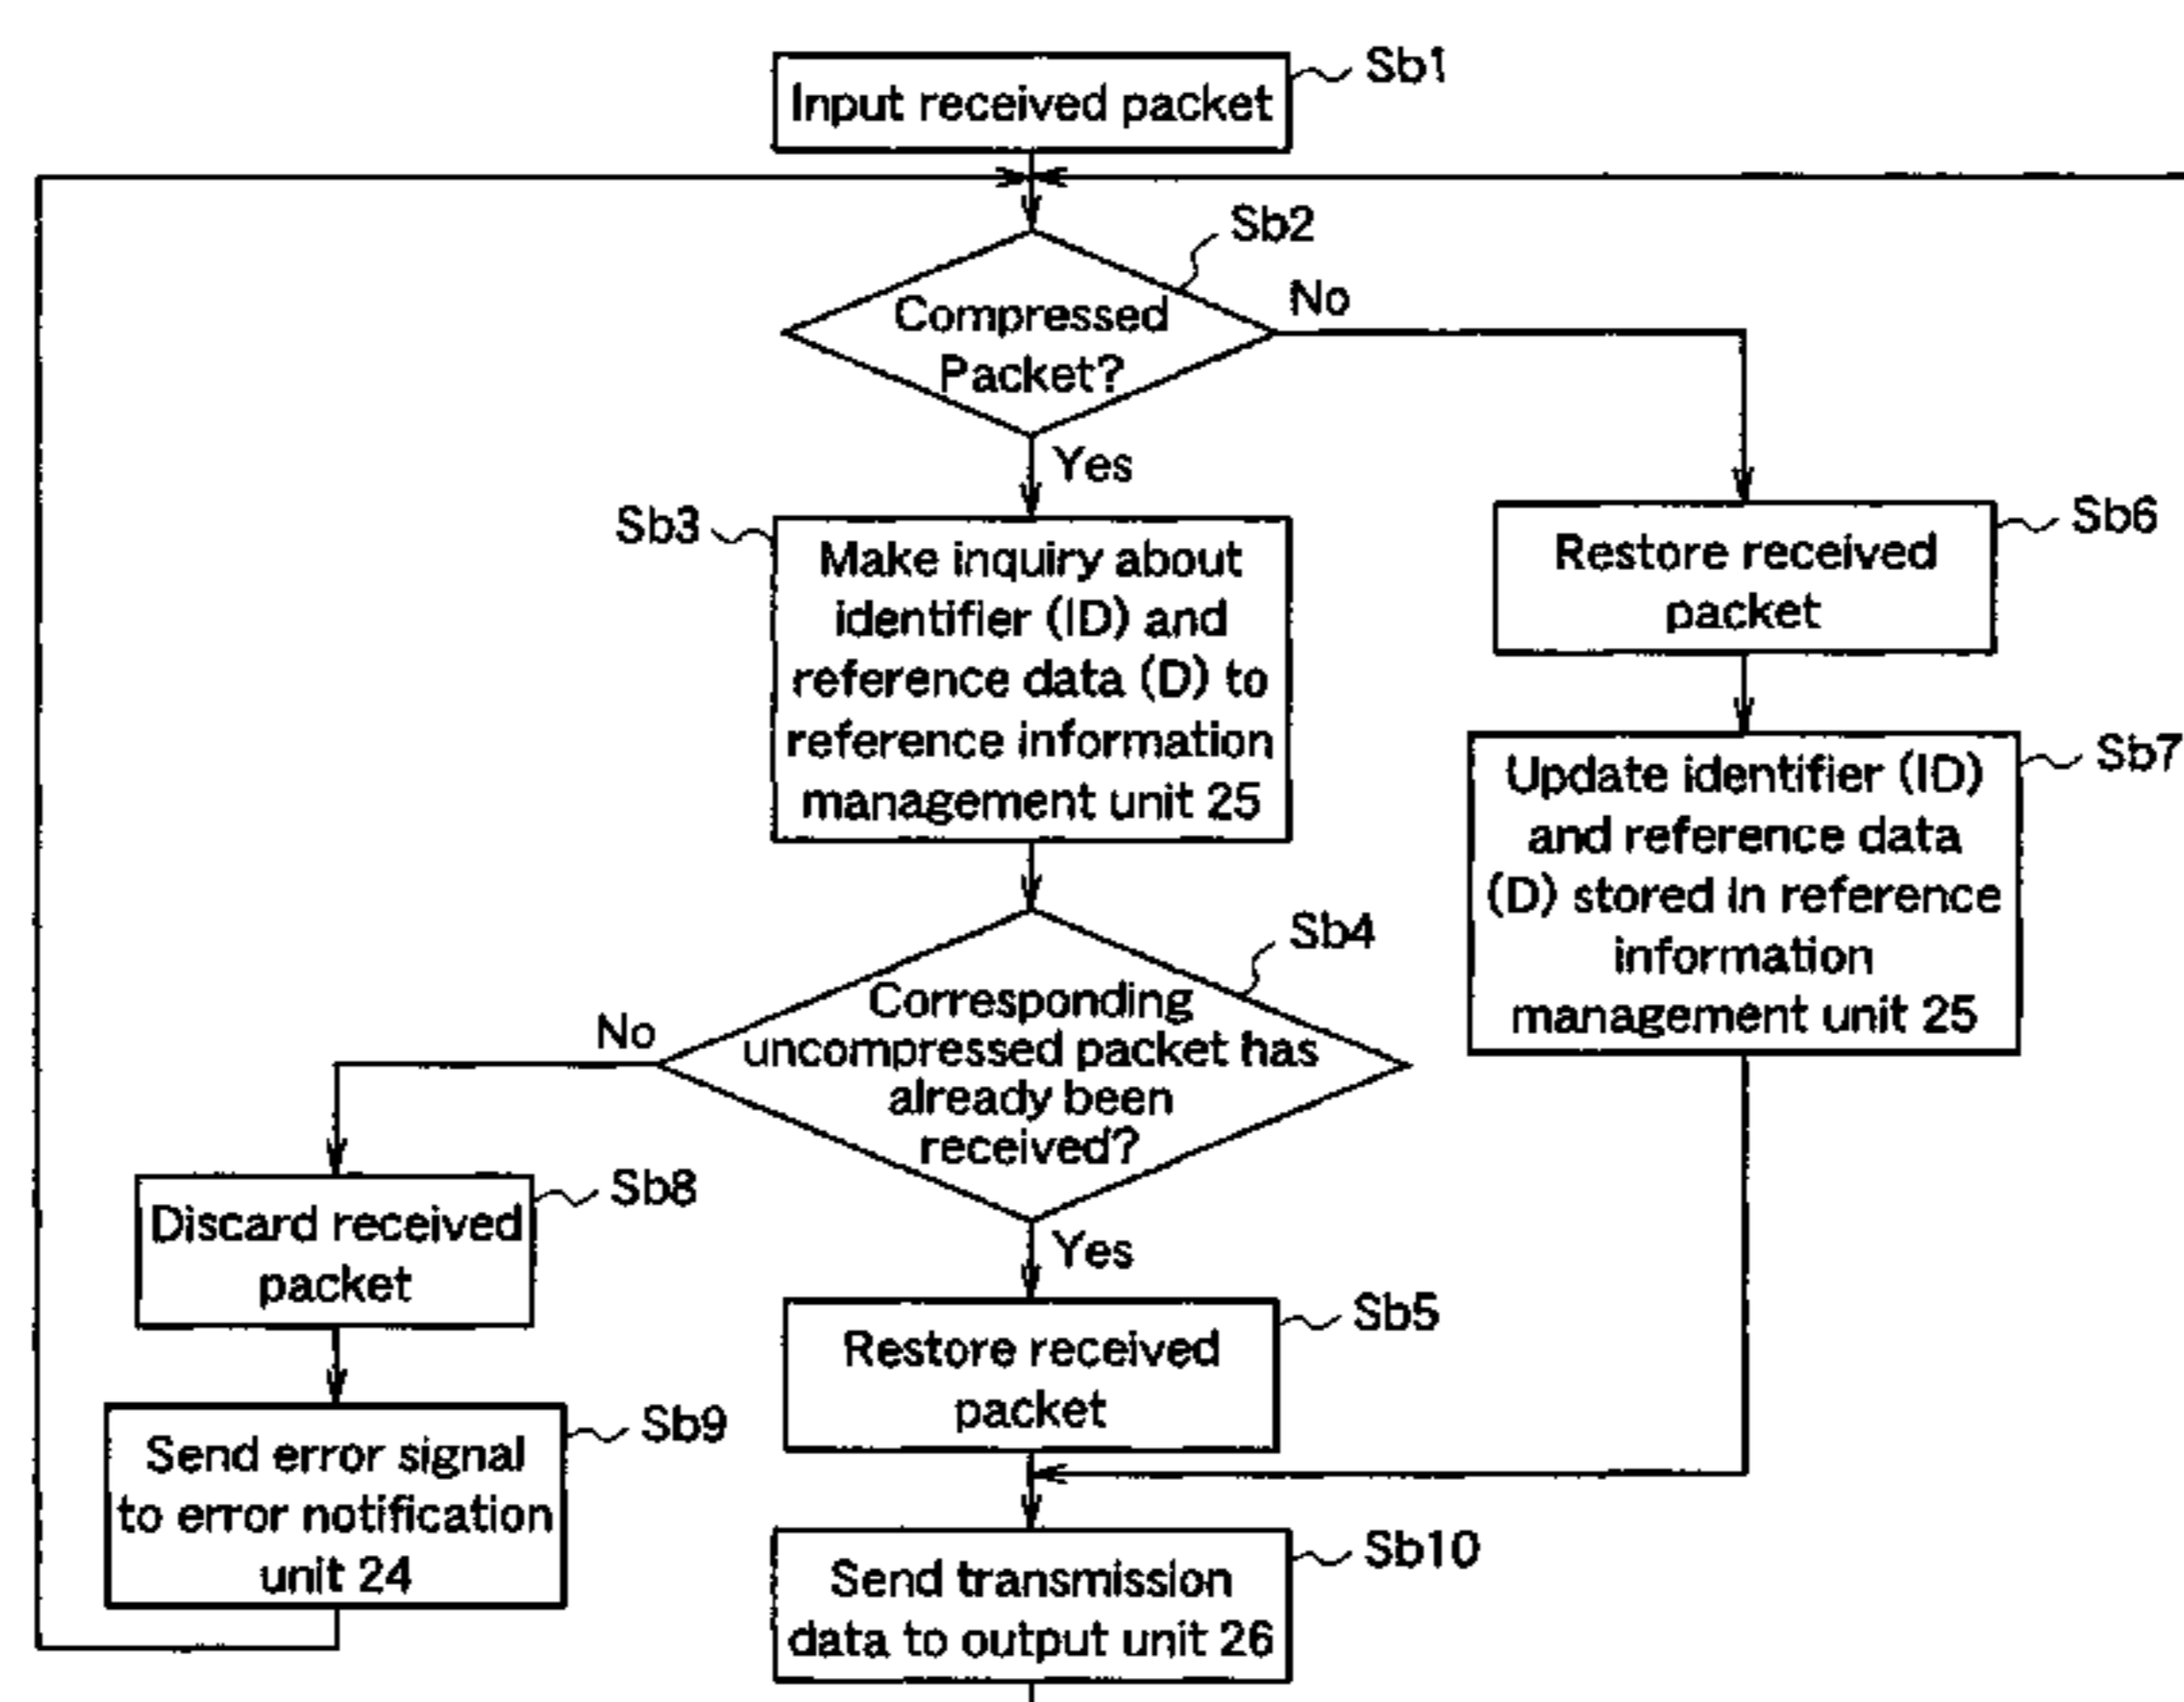 Sb1
Input received packet
Sb2
Compressed
Packet?
No
Yes
Sb3
Make inquiry about
identifier (ID) and
reference data (D) to
reference information
management unit 25
Sb6
Restore received
packet
Sb7
Update identifier (ID)
and reference data
(D) stored in reference
information
management unit 25
Sb4
Corresponding
uncompressed packet has
already been
received?
No
Yes
Sb8
Discard received
packet
Sb5
Restore received
packet
Sb9
Send error signal
to error notification
unit 24
Sb10
Send transmission
data to output unit 26